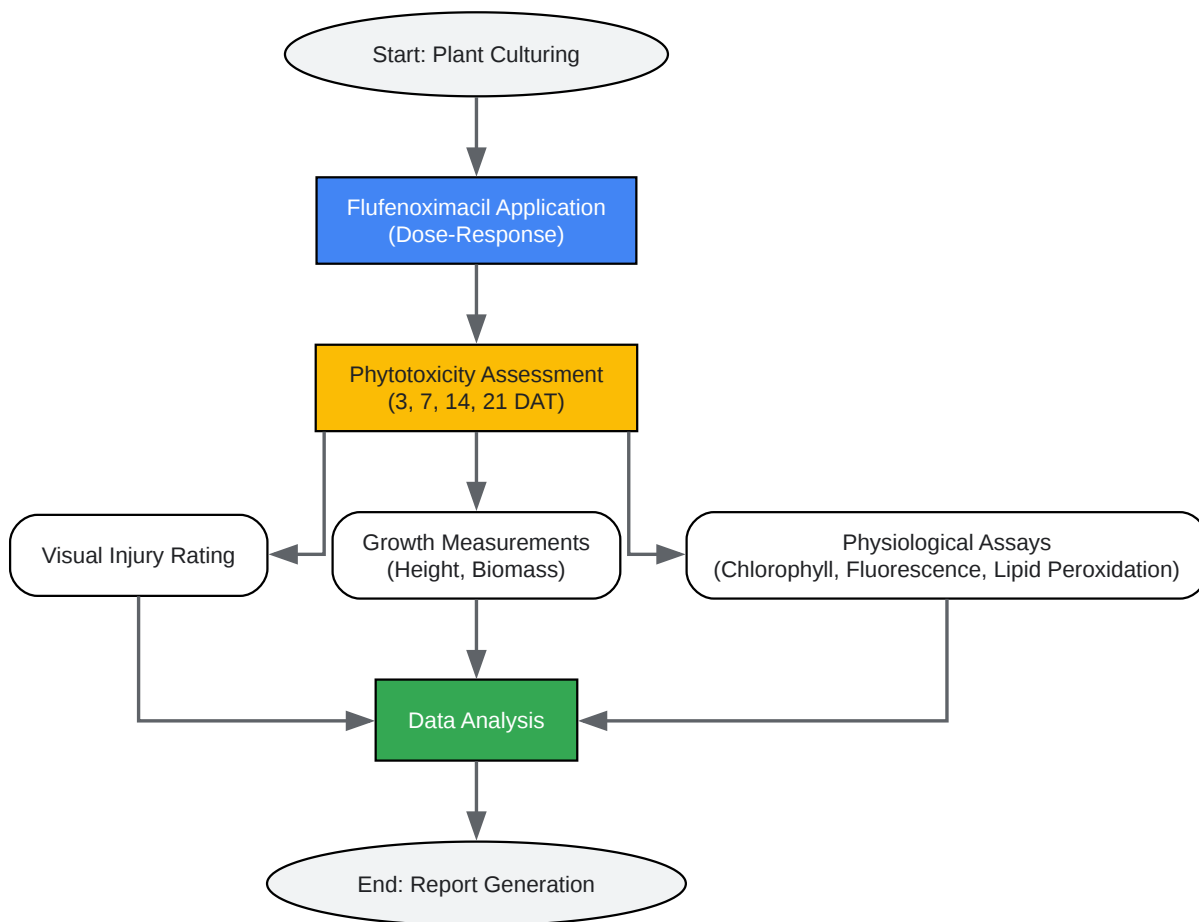 Start: Plant Culturing
Flufenoximacil Application
(Dose-Response)
Phytotoxicity Assessment
(3, 7, 14, 21 DAT)
Visual Injury Rating
Growth Measurements
(Height, Biomass)
Physiological Assays
(Chlorophyll, Fluorescence, Lipid Peroxidation)
Data Analysis
End: Report Generation